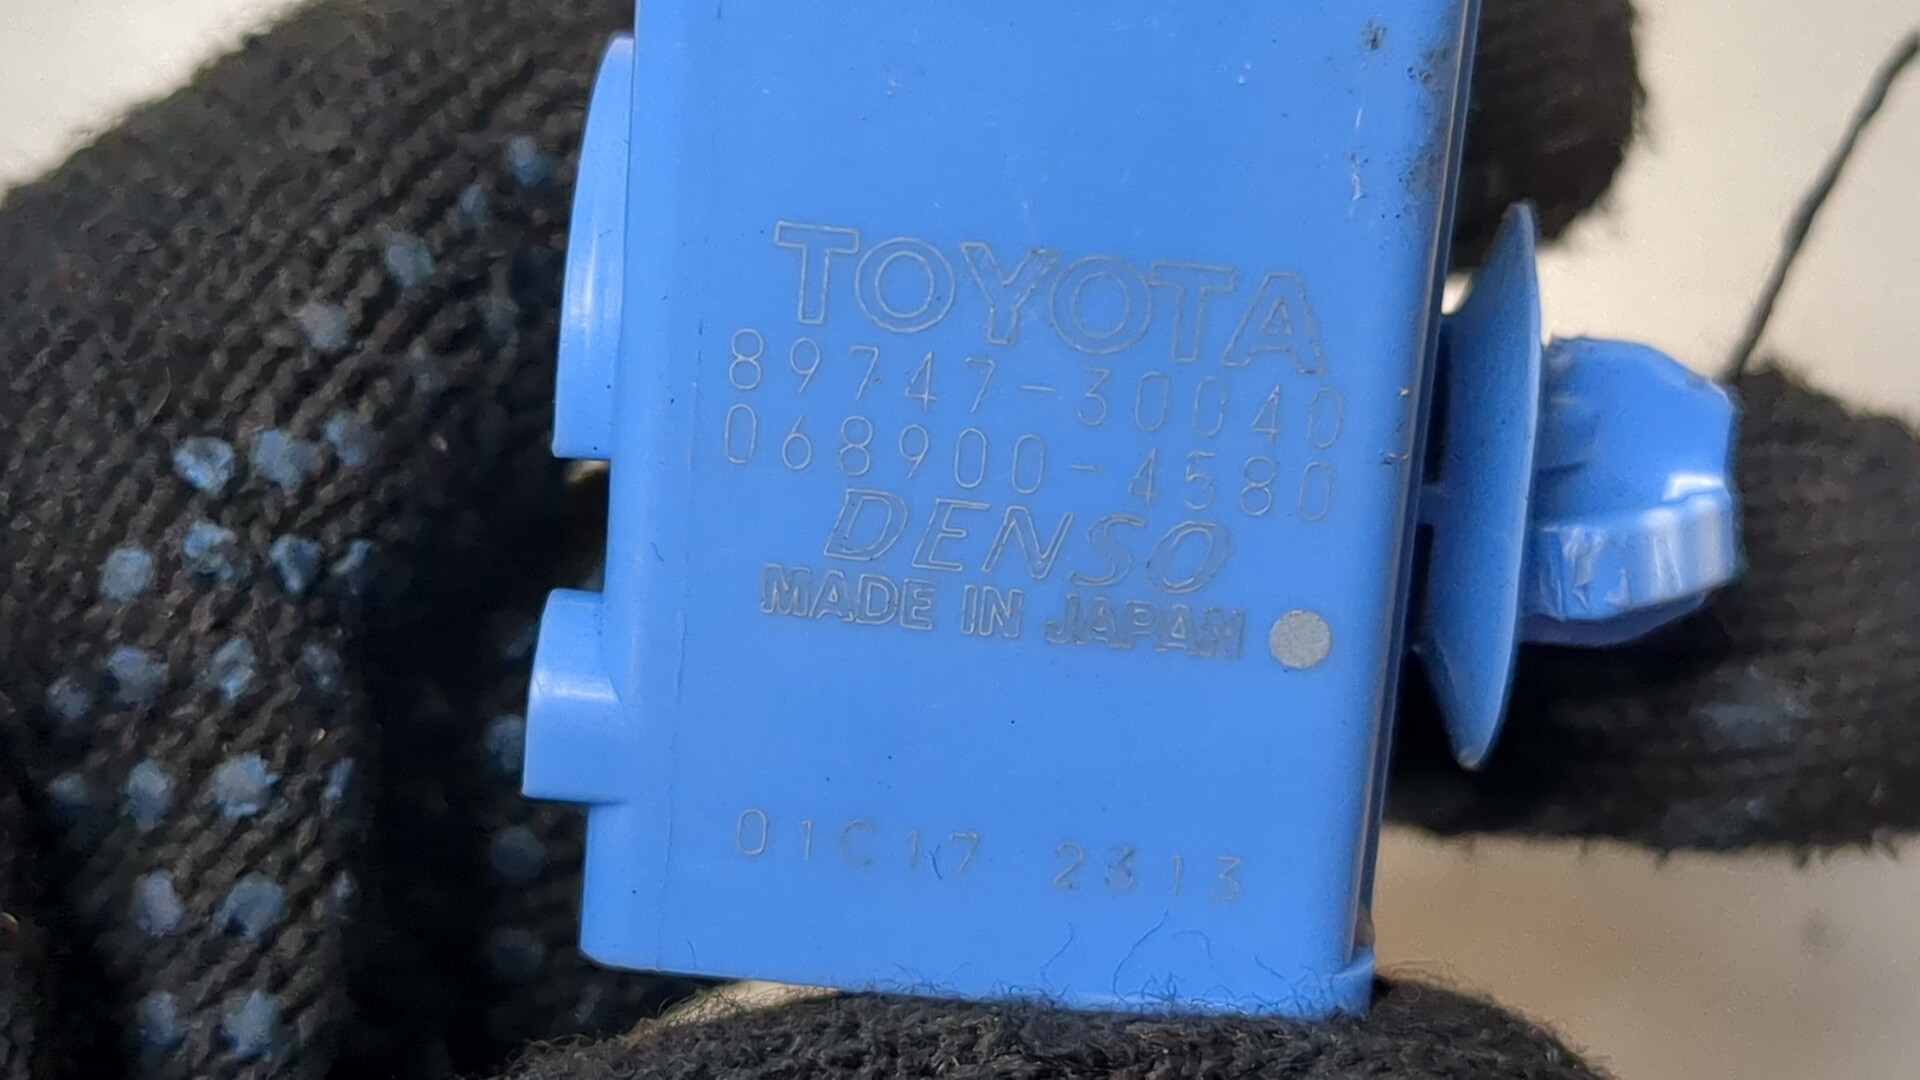 TOYOTA
89747-30040
068900-4580
DENSO
MADE IN JAPAN
01C17 2313